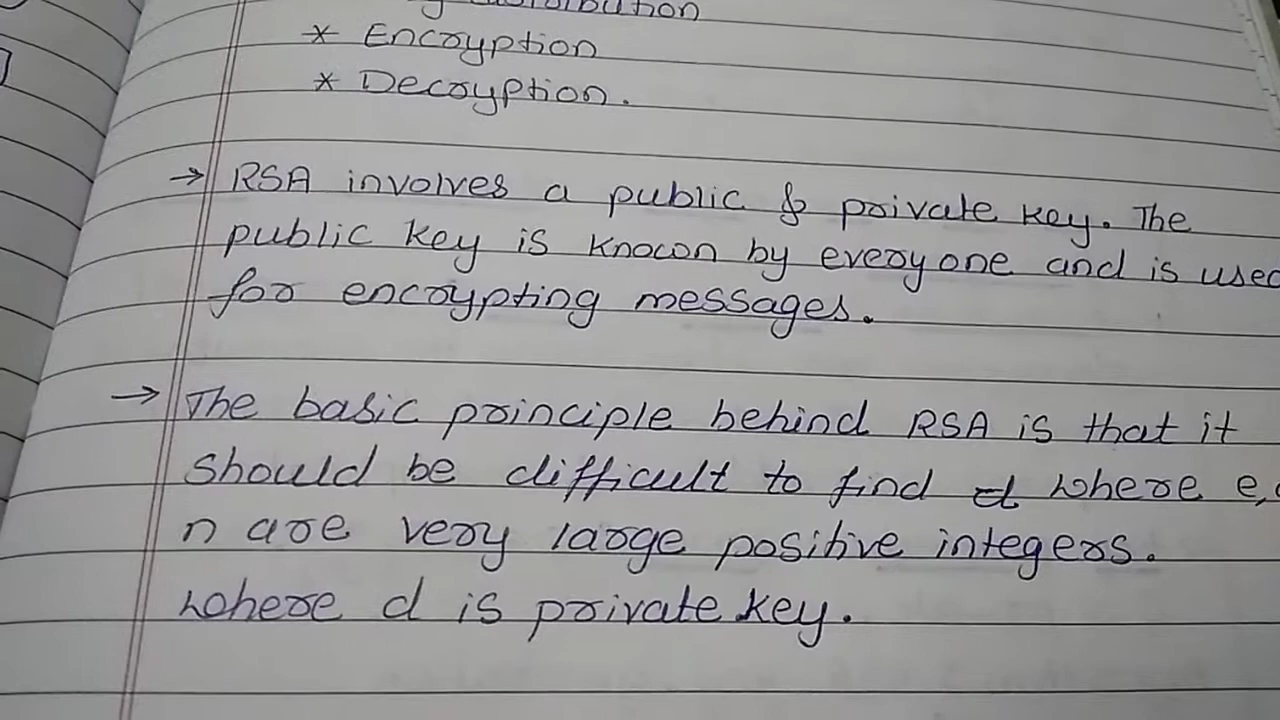 distribution
* Encryption
* Decryption.
→ RSA involves a public & private key. The
public key is known by everyone and is used
for encrypting messages.
→ The basic principle behind RSA is that it
should be difficult to find d where e,
n are very large positive integers.
where d is private key.